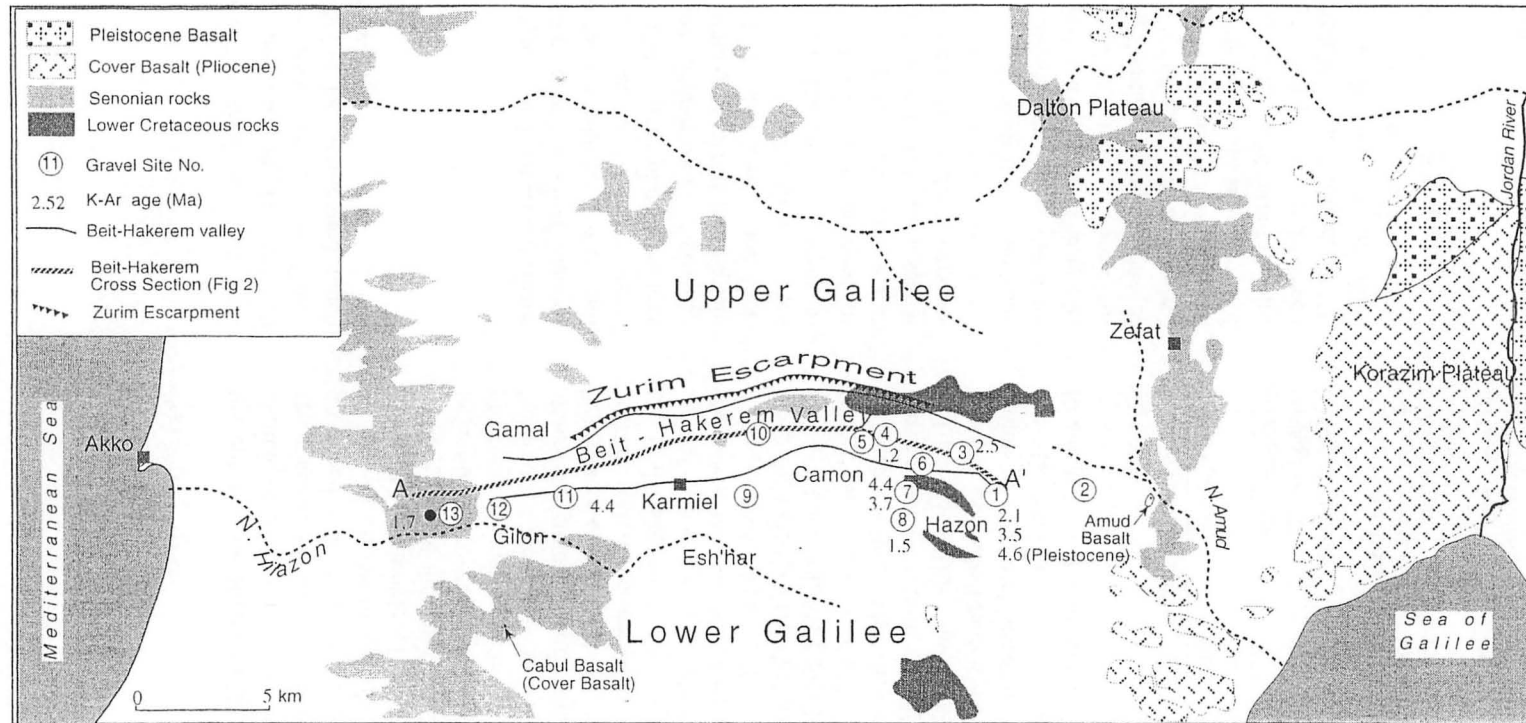 Pleistocene Basalt
Cover Basalt (Pliocene)
Senonian rocks
Lower Cretaceous rocks
11 Gravel Site No.
2.52 K-Ar age (Ma)
Beit-Hakerem valley
Beit-Hakerem
Cross Section (Fig 2)
Zurim Escarpment
Dalton Plateau
Jordan River
Upper Galilee
Zefat
Korazim Plateau
Zurim Escarpment
Gamal
Beit - Hakerem Valley
Mediterranean Sea
Akko
10
5
4
1.2
3
2.5
6
A
A'
Camon
4.4
3.7
7
1
2
11
4.4
Karmiel
9
12
13
1.7
8
1.5
Hazon
2.1
3.5
4.6 (Pleistocene)
Amud
Basalt
N. Amud
N. Hiazon
Gilon
Esh'har
Lower Galilee
Sea of
Galilee
Cabul Basalt
(Cover Basalt)
0 5 km